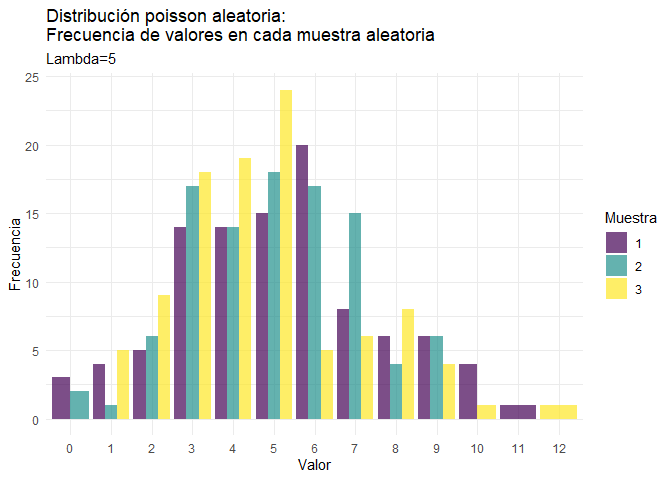 Distribución poisson aleatoria:
Frecuencia de valores en cada muestra aleatoria
Lambda=5
25
20
15
10
5
0
Frecuencia
0 1 2 3 4 5 6 7 8 9 10 11 12
Valor
Muestra
1
2
3